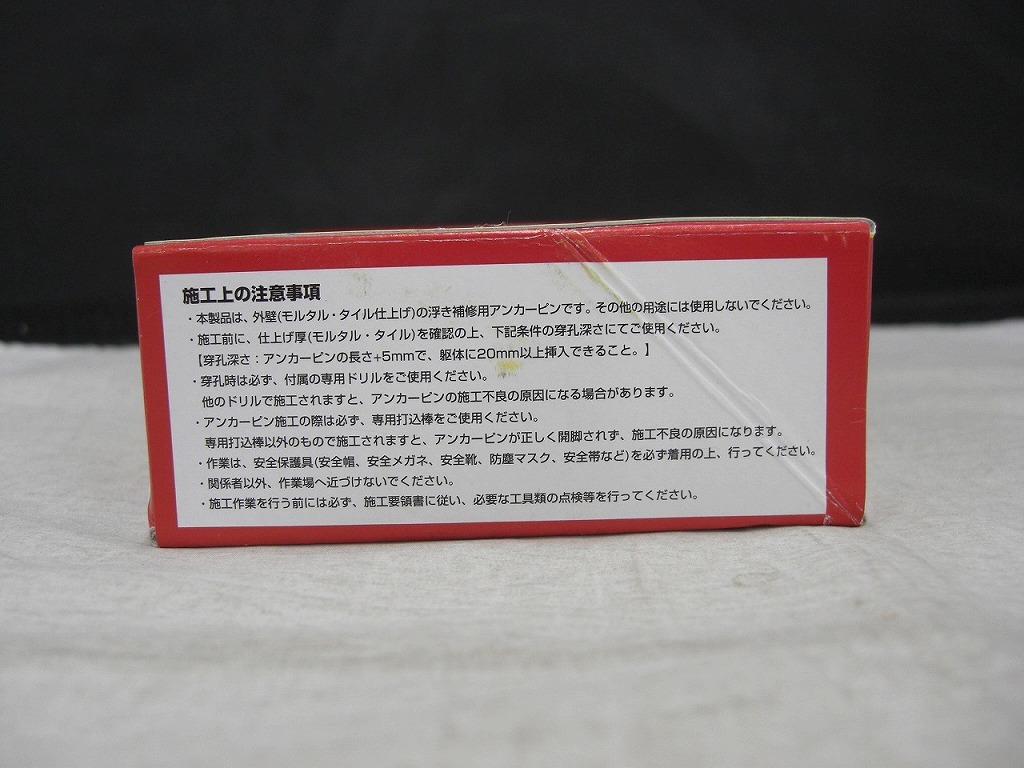 施工上の注意事項
・本製品は、外壁(モルタル・タイル仕上げ)の浮き補修用アンカーピンです。その他の用途には使用しないでください。
・施工前に、仕上げ厚(モルタル・タイル)を確認の上、下記条件の穿孔深さにてご使用ください。
【穿孔深さ：アンカーピンの長さ+5mmで、躯体に20mm以上挿入できること。】
・穿孔時は必ず、付属の専用ドリルをご使用ください。
他のドリルで施工されますと、アンカーピンの施工不良の原因になる場合があります。
・アンカーピン施工の際は必ず、専用打込棒をご使用ください。
専用打込棒以外のもので施工されますと、アンカーピンが正しく開脚されず、施工不良の原因になります。
・作業は、安全保護具(安全帽、安全メガネ、安全靴、防塵マスク、安全帯など)を必ず着用の上、行ってください。
・関係者以外、作業場へ近づけないでください。
・施工作業を行う前には必ず、施工要領書に従い、必要な工具類の点検等を行ってください。